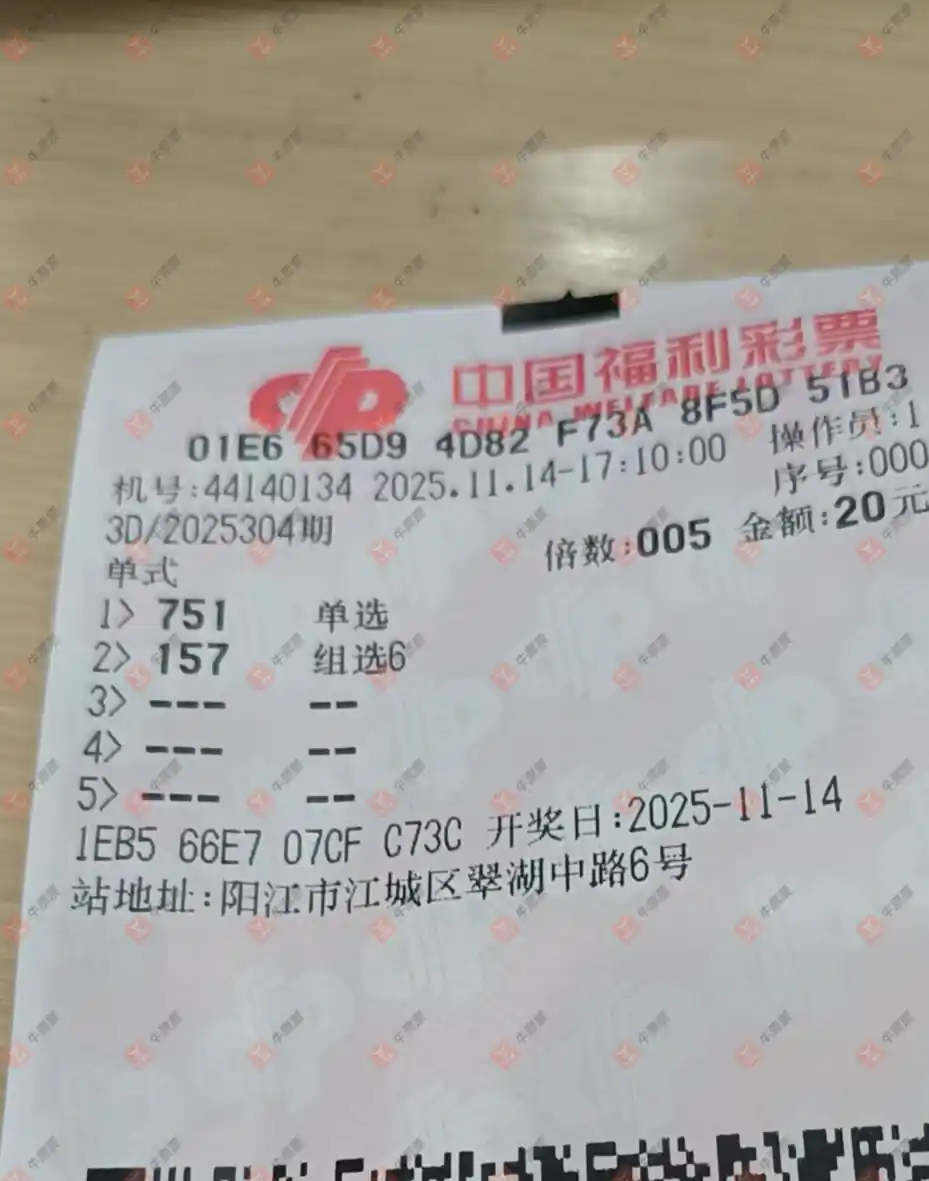 中国福利彩票
CHINA WELFARE LOTTERY
01E6 65D9 4D82 F73A 8F5D 51B3
机号:44140134 2025.11.14-17:10:00 操作员:1
序号:000
3D/2025304期
倍数:005 金额:20元
单式
1> 751 单选
2> 157 组选6
3> --- --
4> --- --
5> --- --
1EB5 66E7 07CF C73C 开奖日:2025-11-14
站地址:阳江市江城区翠湖中路6号